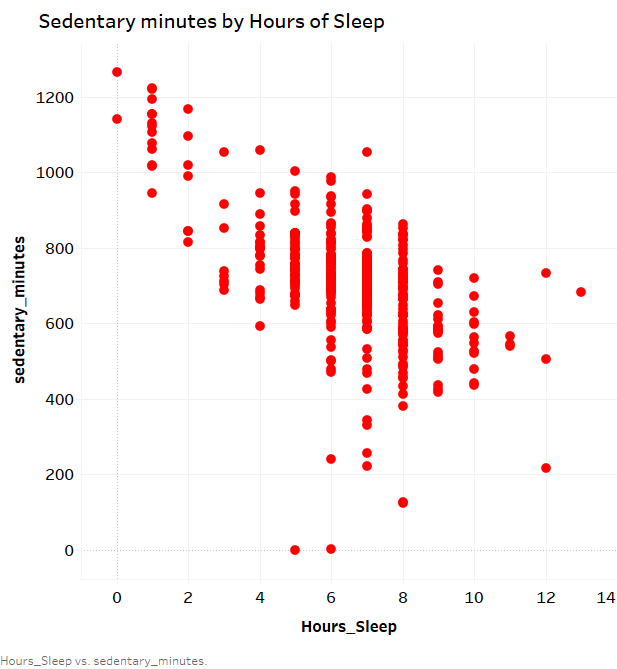 Sedentary minutes by Hours of Sleep
1200
1000
800
600
400
200
0
sedentary_minutes
0 2 4 6 8 10 12 14
Hours_Sleep
Hours_Sleep vs. sedentary_minutes.